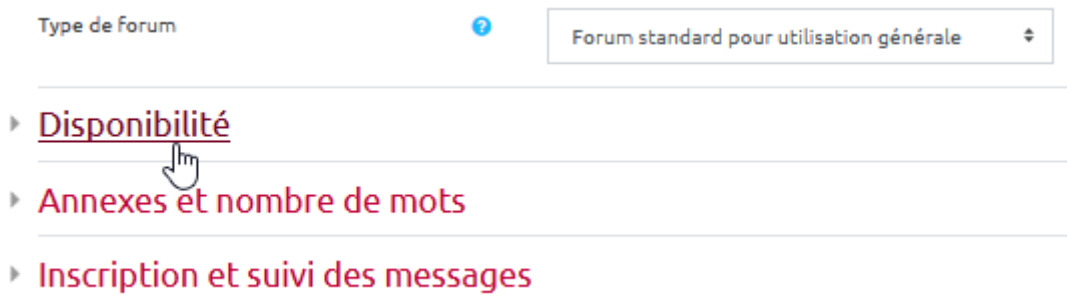 Type de forum ? Forum standard pour utilisation générale
Disponibilité
Annexes et nombre de mots
Inscription et suivi des messages